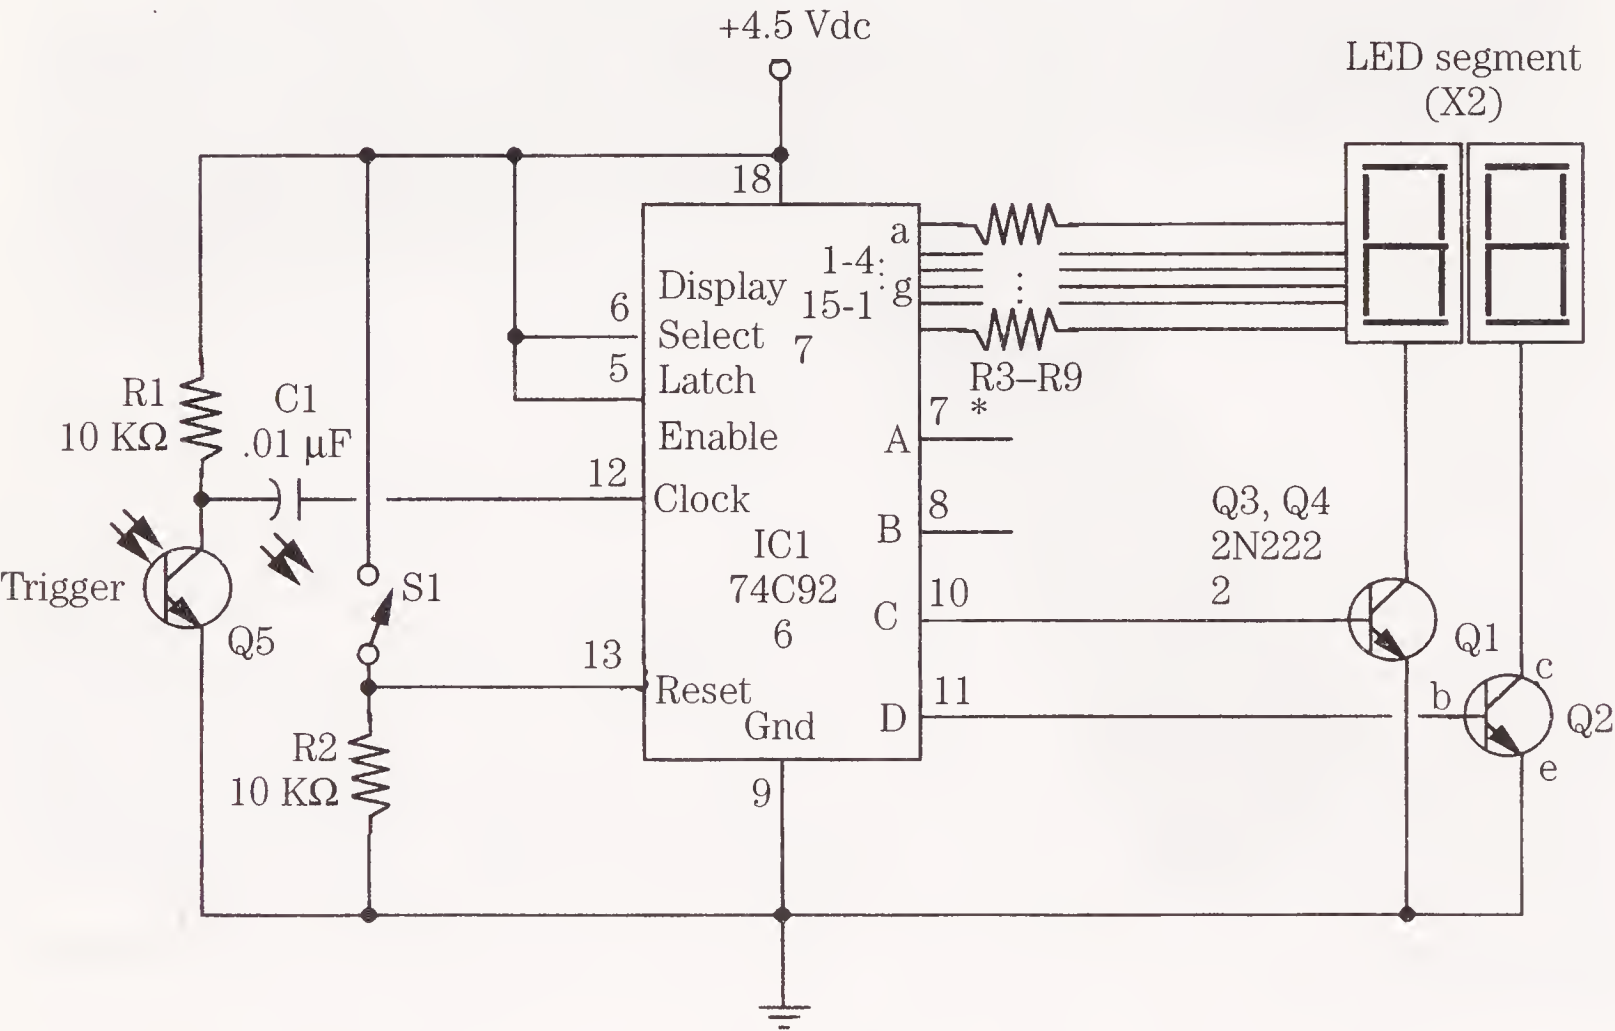 +4.5 Vdc
LED segment
(X2)
18
a
1-4:
:g
15-1
7
Display
6
Select
5
Latch
R3–R9
*
7
R1
10 KΩ
C1
.01 μF
Enable
A
12
Clock
8
B
Q3, Q4
2N222
2
IC1
74C92
6
Trigger
S1
10
C
Q5
Q1
13
Reset
c
11
b
D
Q2
Gnd
R2
10 KΩ
e
9